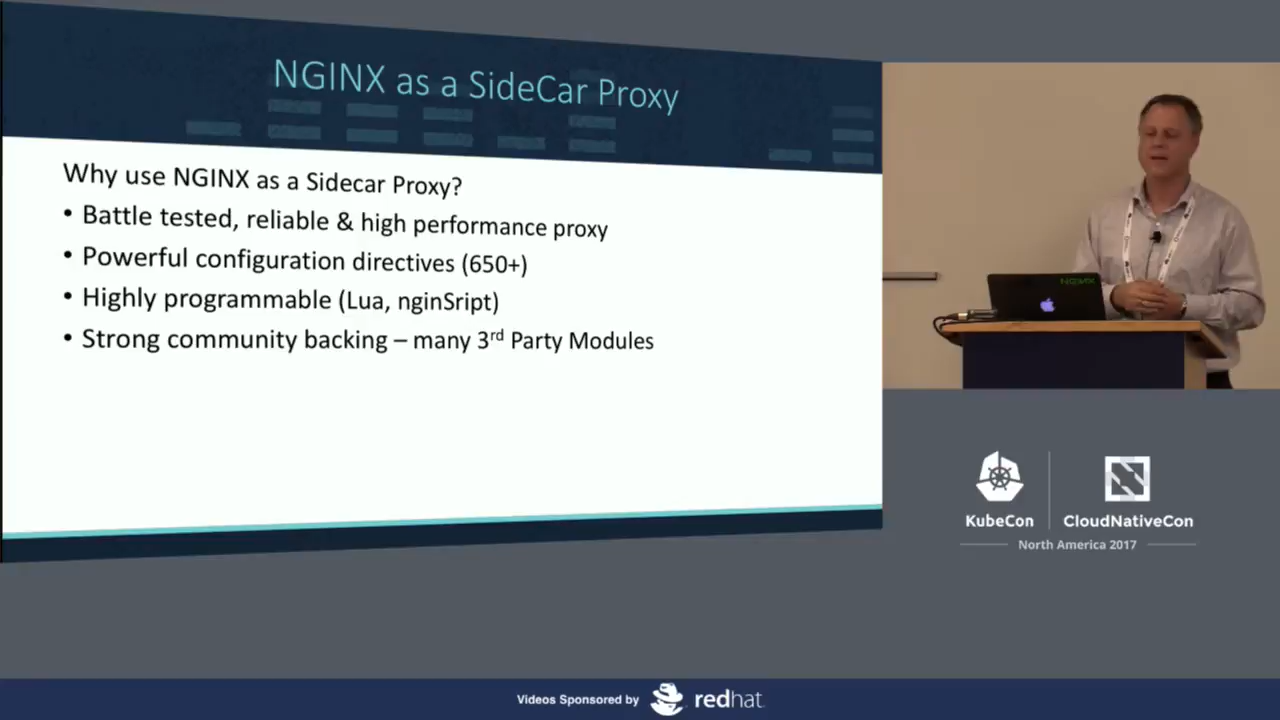 NGINX as a SideCar Proxy
Why use NGINX as a Sidecar Proxy?
• Battle tested, reliable & high performance proxy
• Powerful configuration directives (650+)
• Highly programmable (Lua, nginSript)
• Strong community backing – many 3rd Party Modules
NGINX
KubeCon
CloudNativeCon
North America 2017
Videos Sponsored by
redhat